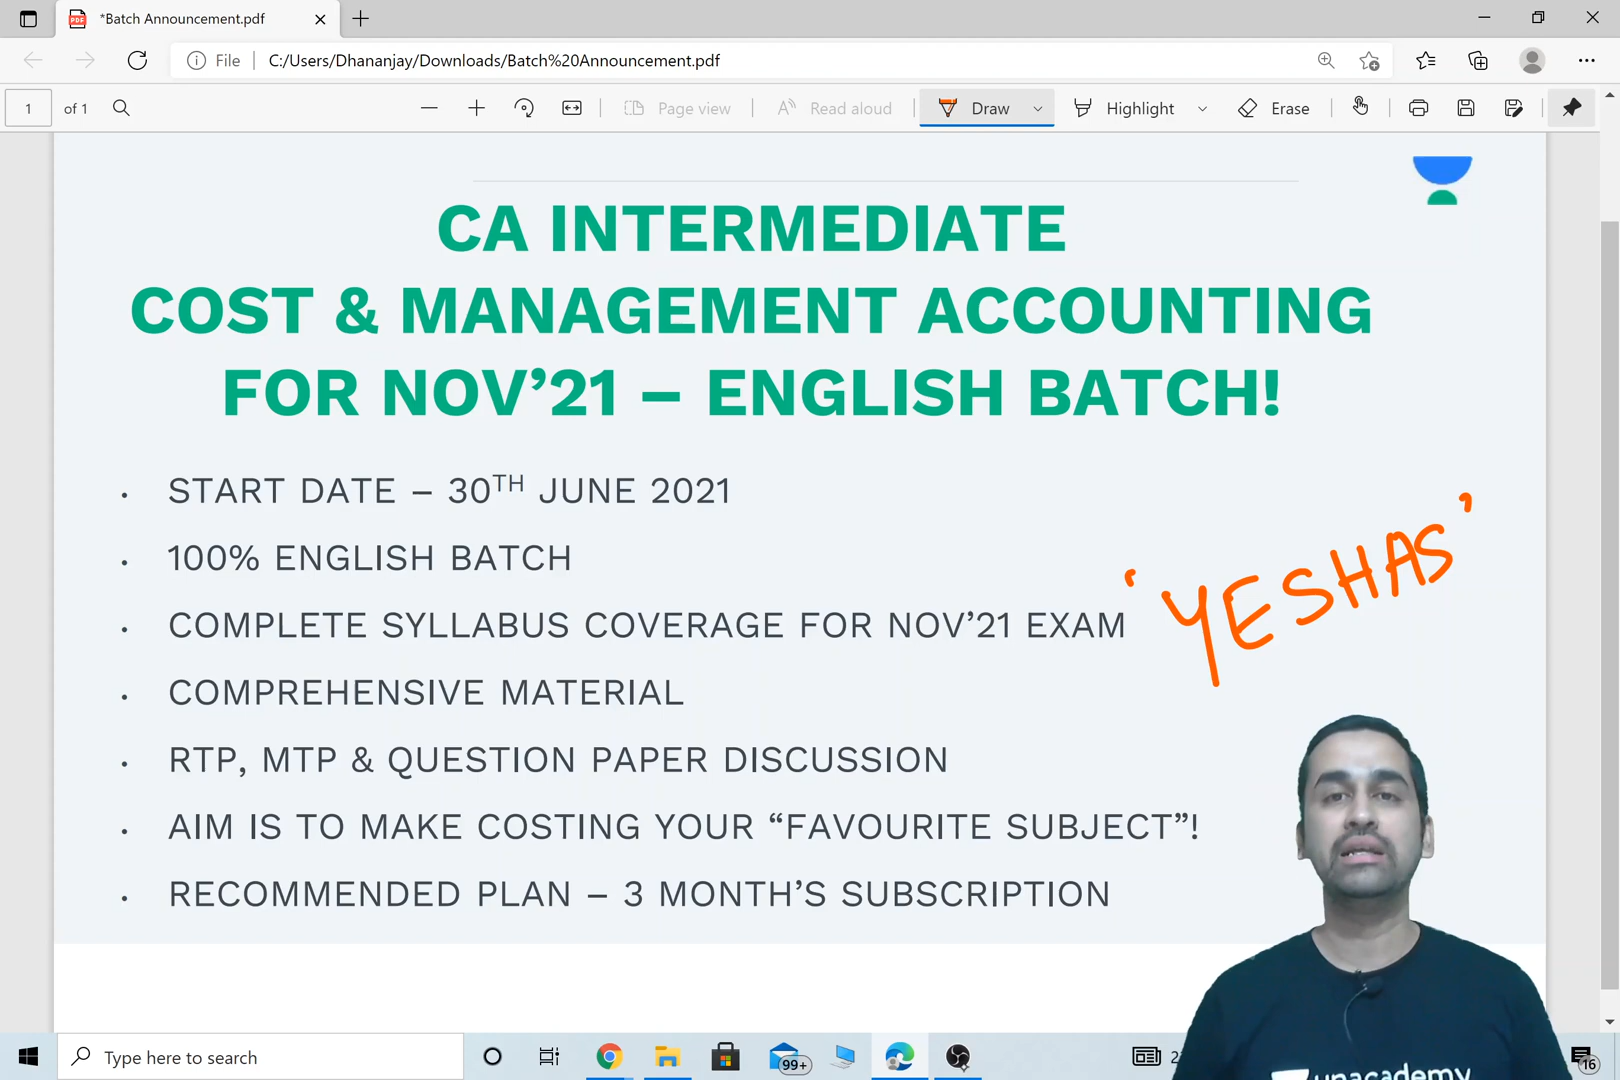 *Batch Announcement.pdf
File C:/Users/Dhananjay/Downloads/Batch%20Announcement.pdf
1 of 1 Page view Read aloud Draw Highlight Erase
CA INTERMEDIATE
COST & MANAGEMENT ACCOUNTING
FOR NOV’21 – ENGLISH BATCH!
• START DATE – 30TH JUNE 2021
• 100% ENGLISH BATCH
• COMPLETE SYLLABUS COVERAGE FOR NOV’21 EXAM
‘YESHAS’
• COMPREHENSIVE MATERIAL
• RTP, MTP & QUESTION PAPER DISCUSSION
• AIM IS TO MAKE COSTING YOUR “FAVOURITE SUBJECT”!
• RECOMMENDED PLAN – 3 MONTH’S SUBSCRIPTION
unacademy
Type here to search 99+ 16